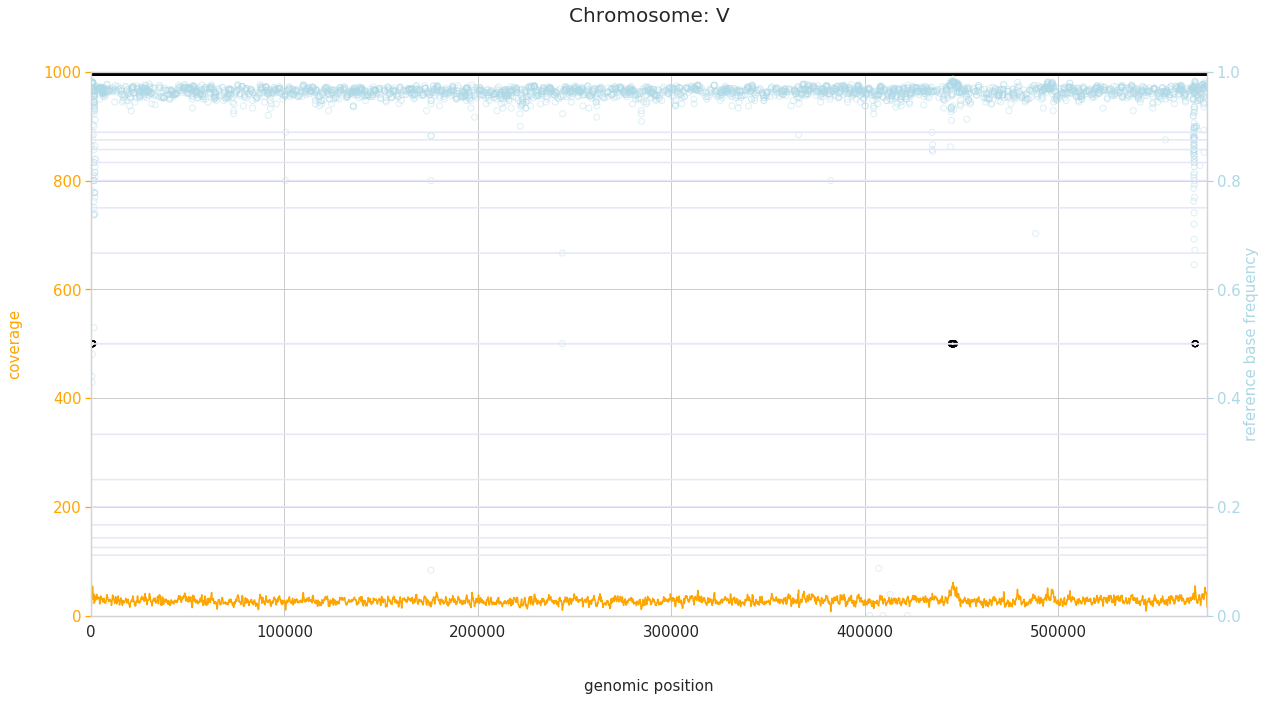 Chromosome: V
1000
800
600
400
200
0
coverage
1.0
0.8
0.6
0.4
0.2
0.0
reference base frequency
0 100000 200000 300000 400000 500000
genomic position